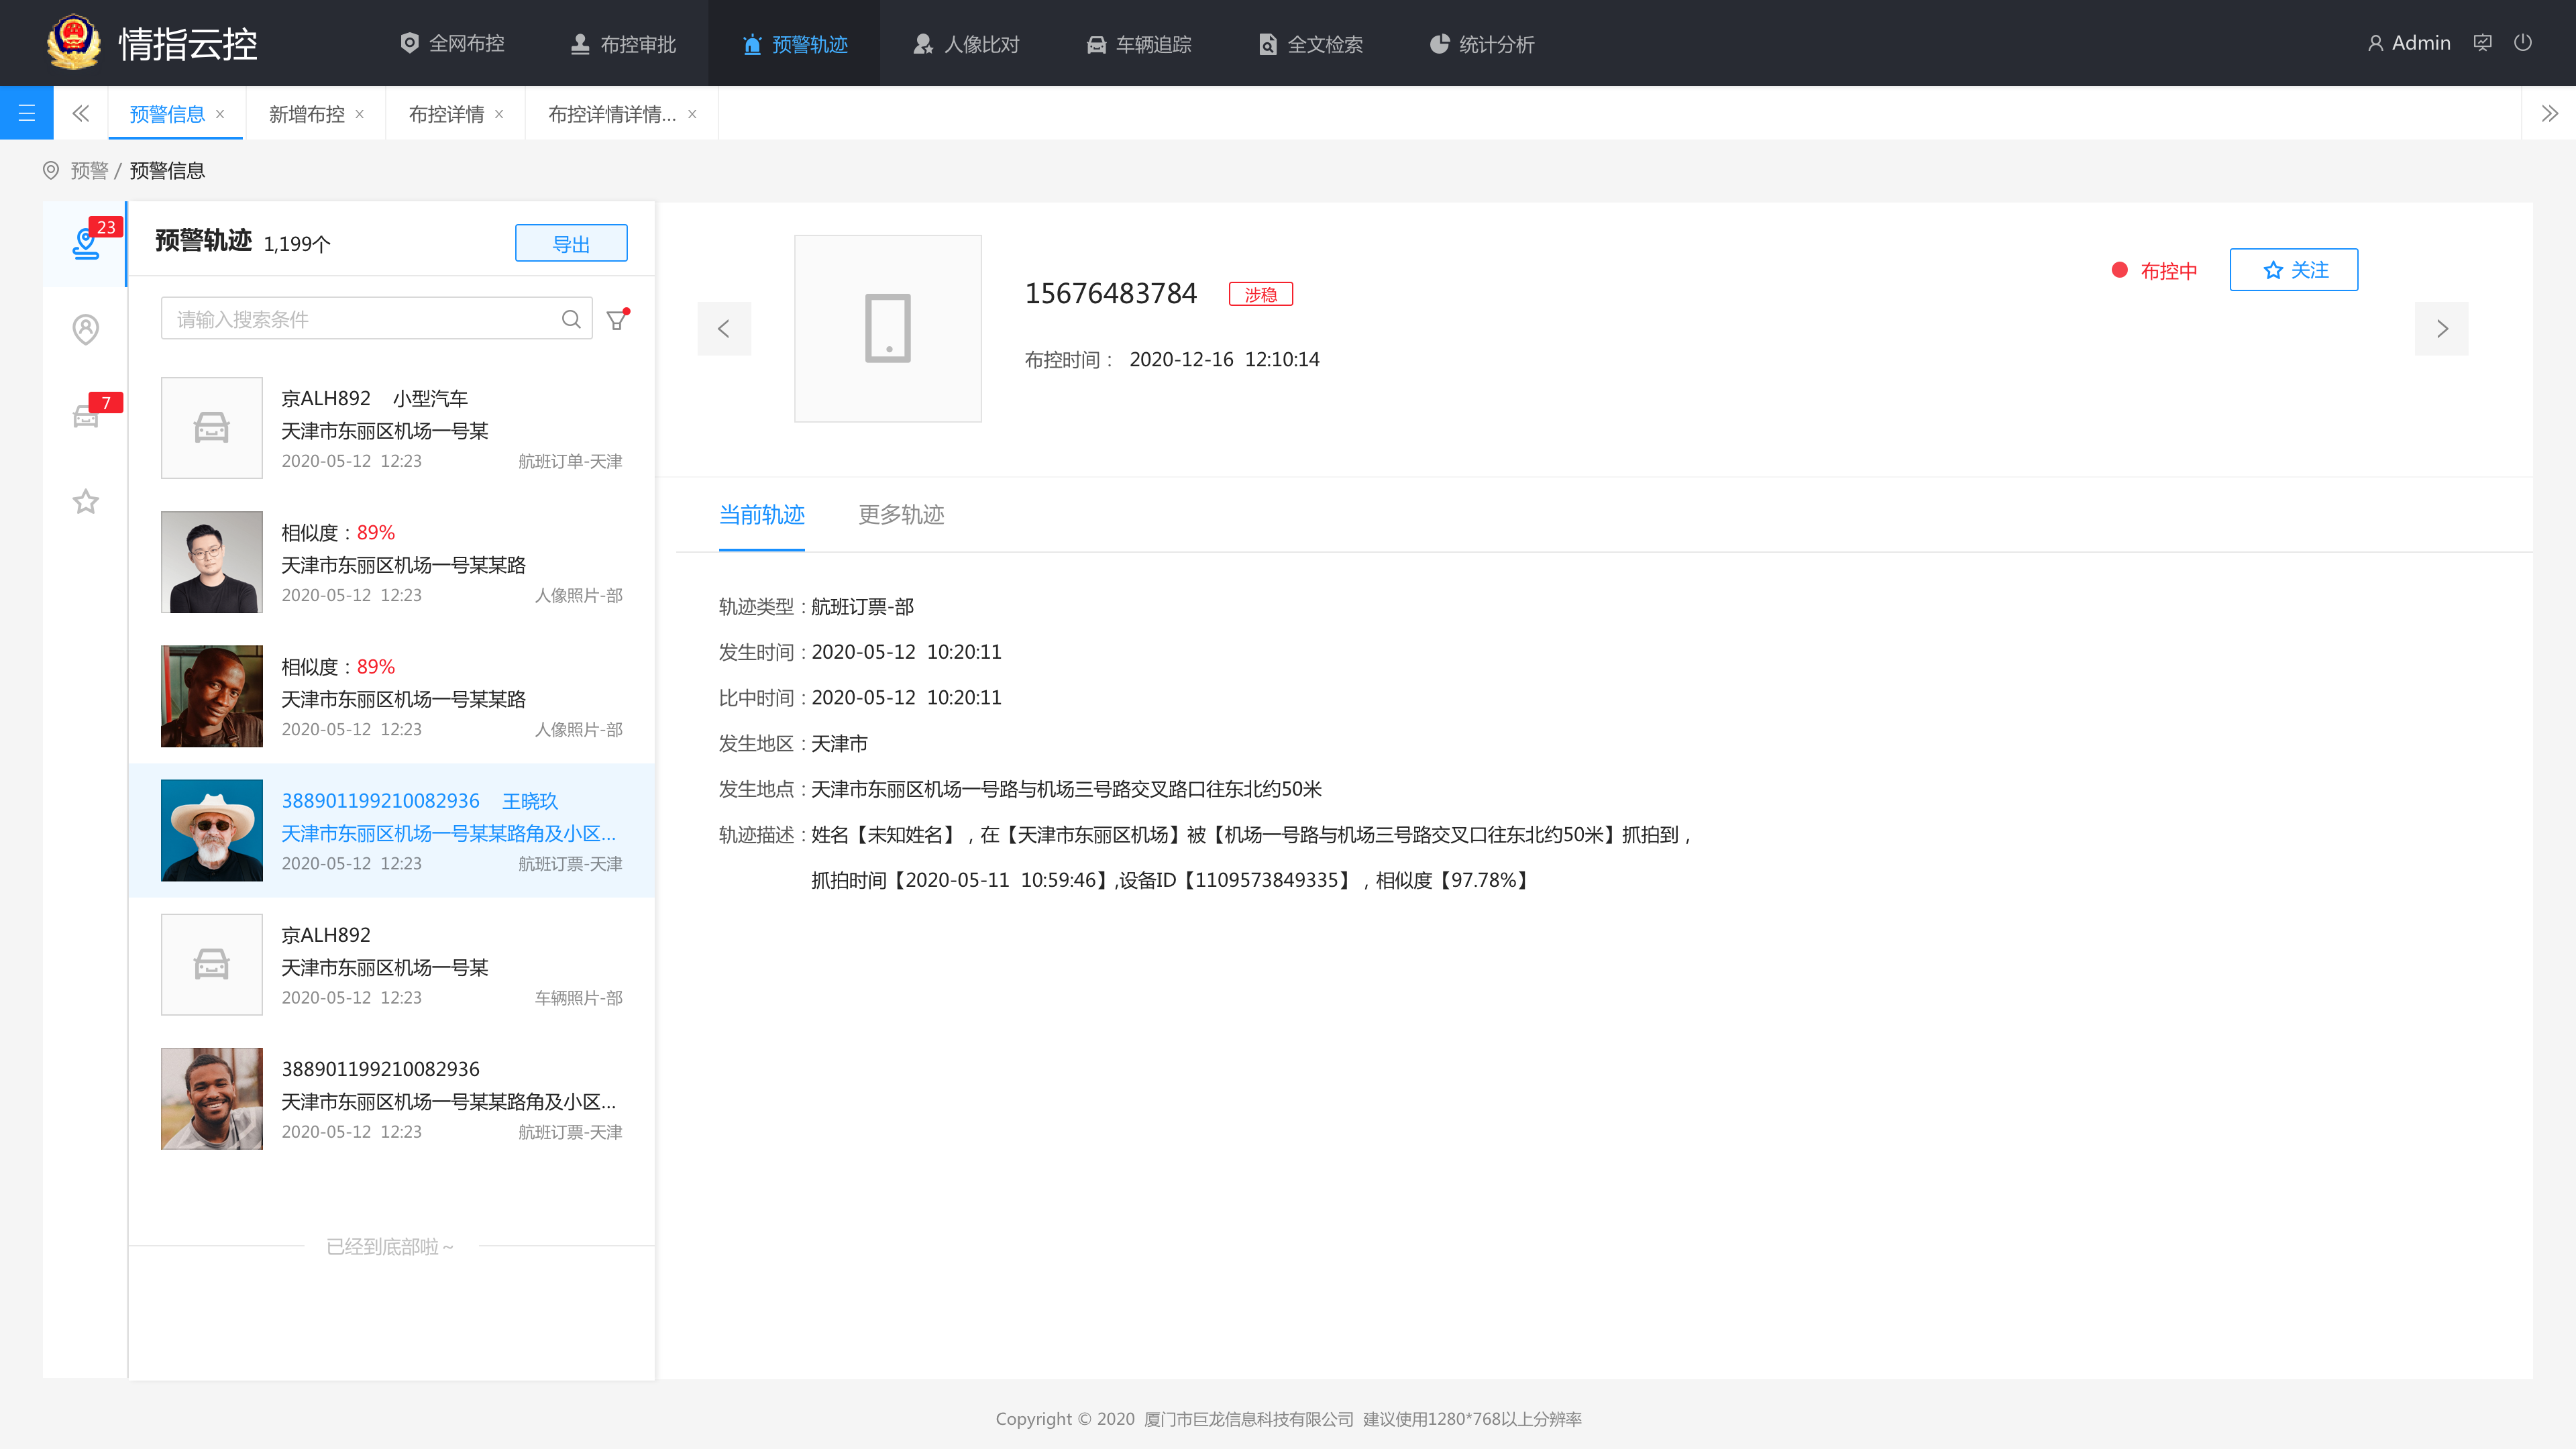 情指云控
全网布控
布控审批
预警轨迹
人像比对
车辆追踪
全文检索
统计分析
Admin
预警信息 ×
新增布控 ×
布控详情 ×
布控详情详情... ×
预警 / 预警信息
23
7
预警轨迹 1,199个
导出
请输入搜索条件
京ALH892 小型汽车
天津市东丽区机场一号某
2020-05-12 12:23 航班订单-天津
相似度：89%
天津市东丽区机场一号某某路
2020-05-12 12:23 人像照片-部
相似度：89%
天津市东丽区机场一号某某路
2020-05-12 12:23 人像照片-部
388901199210082936 王晓玖
天津市东丽区机场一号某某路角及小区...
2020-05-12 12:23 航班订票-天津
京ALH892
天津市东丽区机场一号某
2020-05-12 12:23 车辆照片-部
388901199210082936
天津市东丽区机场一号某某路角及小区...
2020-05-12 12:23 航班订票-天津
已经到底部啦～
15676483784 涉稳
布控时间： 2020-12-16 12:10:14
布控中
关注
当前轨迹
更多轨迹
轨迹类型：航班订票-部
发生时间：2020-05-12 10:20:11
比中时间：2020-05-12 10:20:11
发生地区：天津市
发生地点：天津市东丽区机场一号路与机场三号路交叉路口往东北约50米
轨迹描述：姓名【未知姓名】，在【天津市东丽区机场】被【机场一号路与机场三号路交叉口往东北约50米】抓拍到，
抓拍时间【2020-05-11 10:59:46】,设备ID【1109573849335】，相似度【97.78%】
Copyright © 2020 厦门市巨龙信息科技有限公司 建议使用1280*768以上分辨率